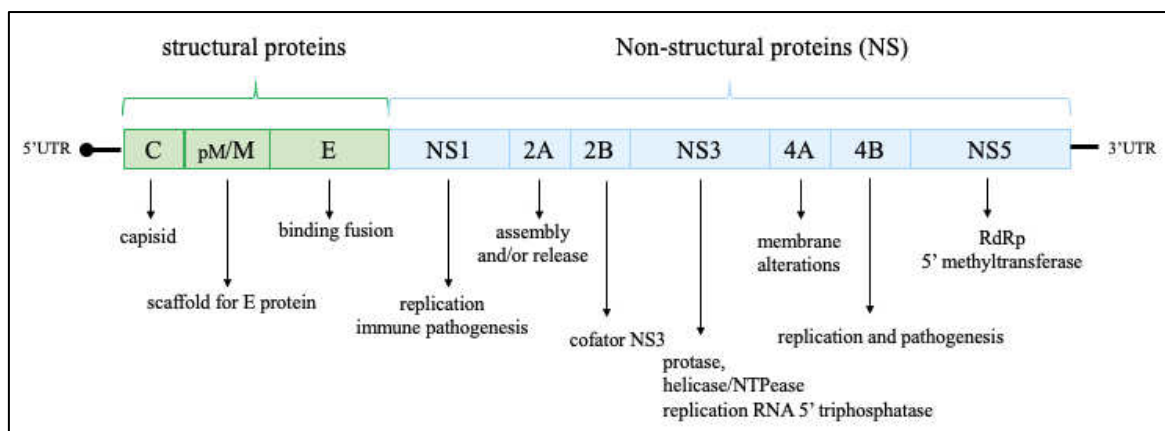 structural proteins
Non-structural proteins (NS)
5’UTR
C
pM/M
E
NS1
2A
2B
NS3
4A
4B
NS5
3’UTR
capisid
scaffold for E protein
binding fusion
replication
immune pathogenesis
assembly
and/or release
cofator NS3
protase,
helicase/NTPease
replication RNA 5’ triphosphatase
membrane
alterations
replication and pathogenesis
RdRp
5’ methyltransferase